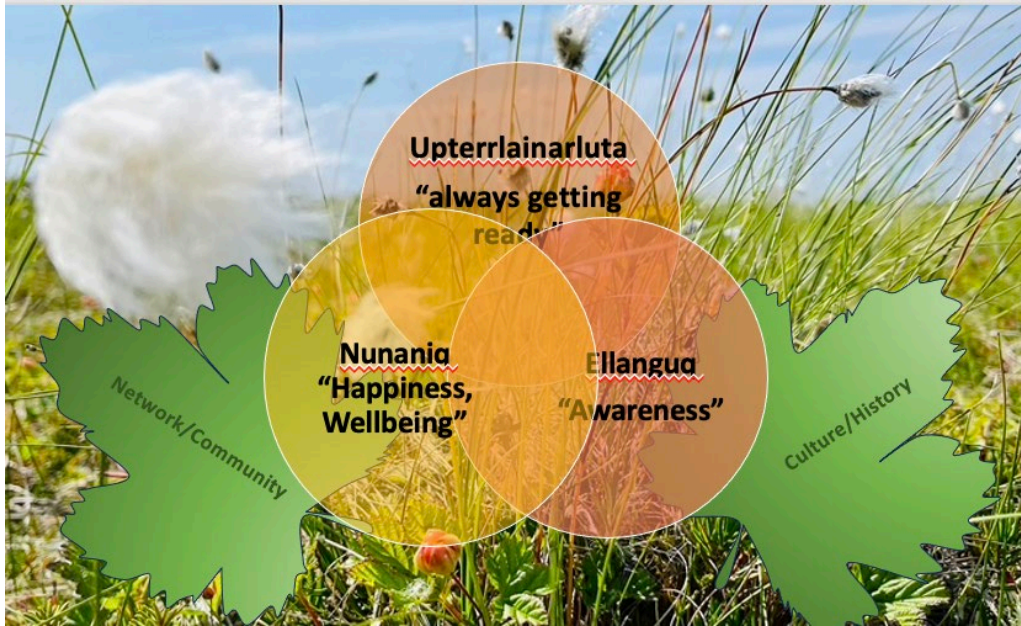 Upterrlainarluta
“always getting
ready”
Nunaniq
“Happiness,
Wellbeing”
Ellanguq
“Awareness”
Network/Community
Culture/History